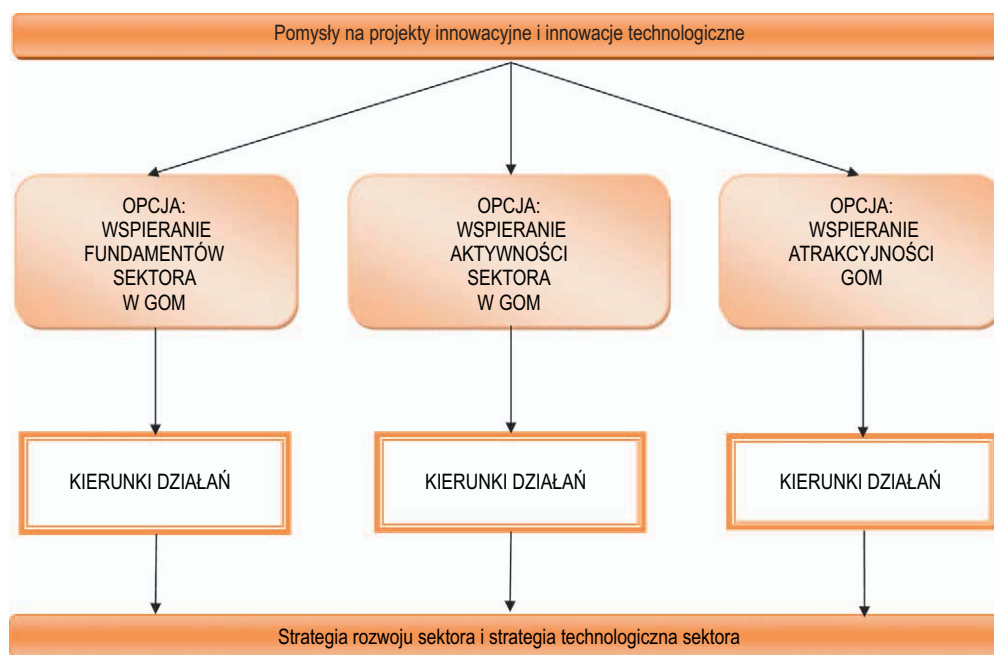 Pomysły na projekty innowacyjne i innowacje technologiczne
OPCJA:
WSPIERANIE
FUNDAMENTÓW
SEKTORA
W GOM
OPCJA:
WSPIERANIE
AKTYWNOŚCI
SEKTORA
W GOM
OPCJA:
WSPIERANIE
ATRAKCYJNOŚCI
GOM
KIERUNKI DZIAŁAŃ
KIERUNKI DZIAŁAŃ
KIERUNKI DZIAŁAŃ
Strategia rozwoju sektora i strategia technologiczna sektora